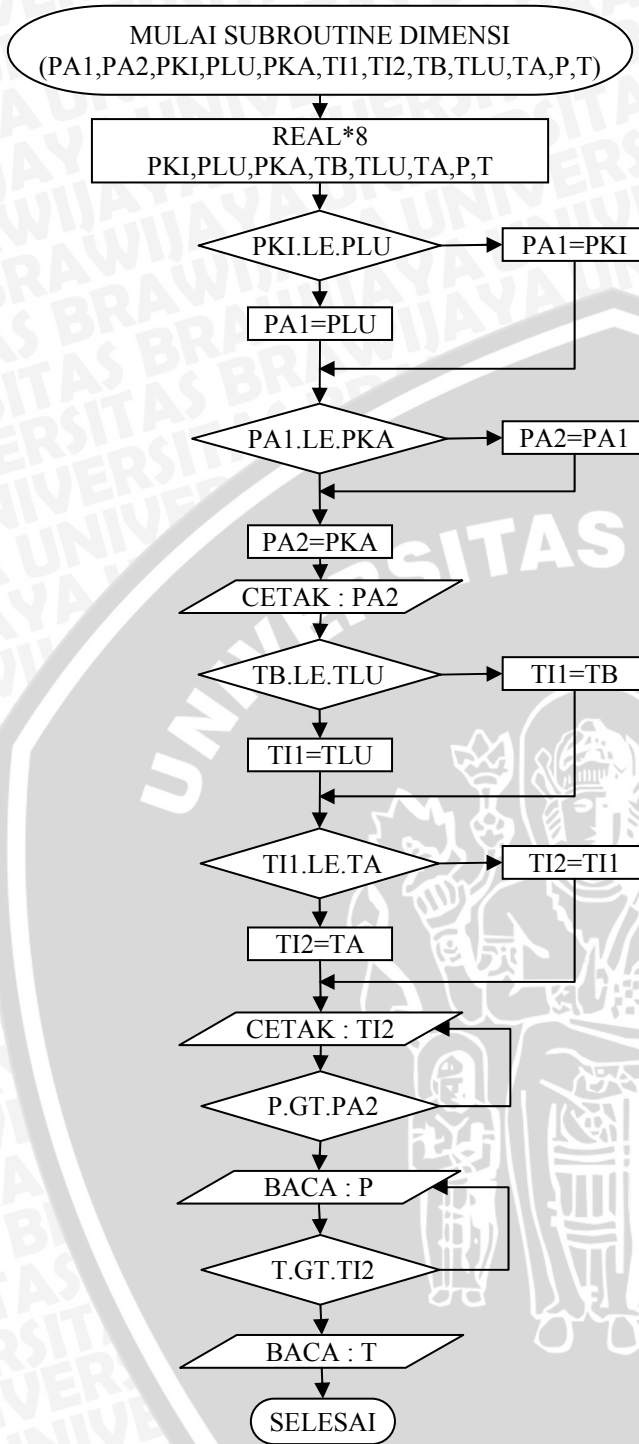 MULAI SUBROUTINE DIMENSI
(PA1,PA2,PKI,PLU,PKA,TI1,TI2,TB,TLU,TA,P,T)
REAL*8
PKI,PLU,PKA,TB,TLU,TA,P,T
PKI.LE.PLU
PA1=PKI
PA1=PLU
PA1.LE.PKA
PA2=PA1
PA2=PKA
CETAK : PA2
TB.LE.TLU
TI1=TB
TI1=TLU
TI1.LE.TA
TI2=TI1
TI2=TA
CETAK : TI2
P.GT.PA2
BACA : P
T.GT.TI2
BACA : T
SELESAI
UNIVERSITAS